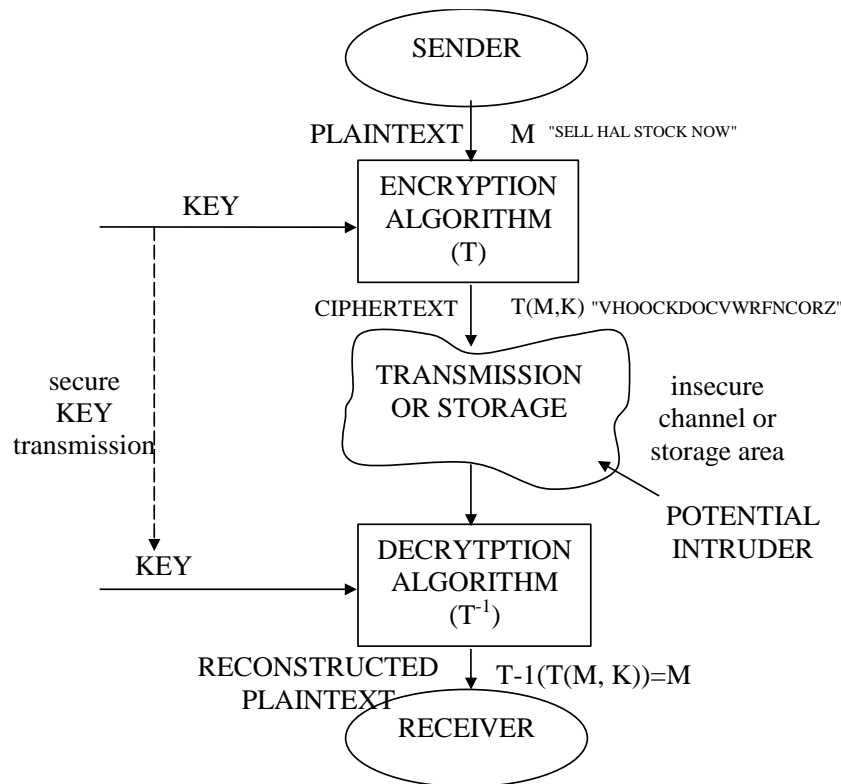 SENDER
PLAINTEXT M "SELL HAL STOCK NOW"
ENCRYPTION
ALGORITHM
(T)
KEY
CIPHERTEXT T(M,K) "VHOOCKDOCVWRFNCORZ"
TRANSMISSION
OR STORAGE
insecure
channel or
storage area
secure
KEY
transmission
POTENTIAL
INTRUDER
DECRYTPTION
ALGORITHM
(T-1)
KEY
RECONSTRUCTED
PLAINTEXT
T-1(T(M, K))=M
RECEIVER